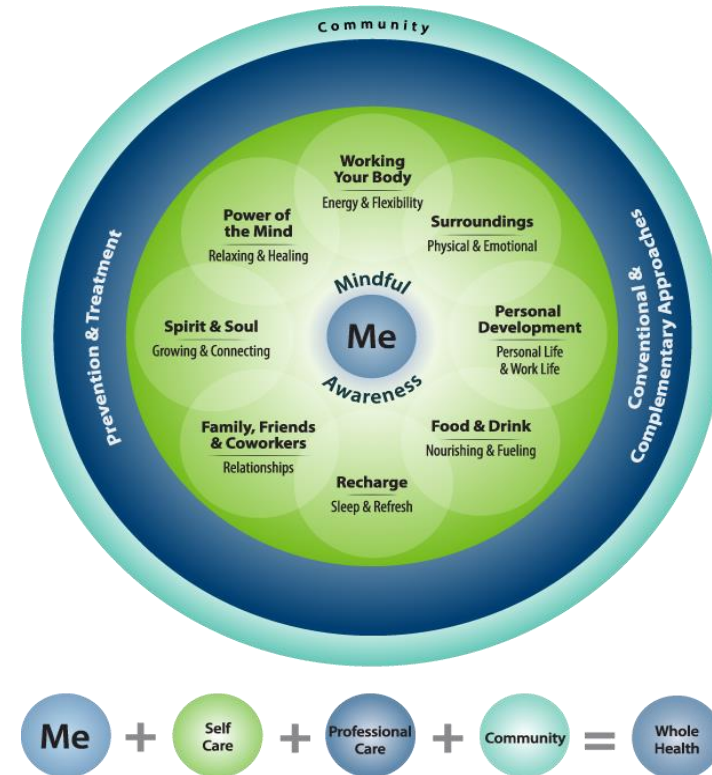 Community
Prevention & Treatment
Conventional &
Complementary Approaches
Working
Your Body
Energy & Flexibility
Surroundings
Physical & Emotional
Personal
Development
Personal Life
& Work Life
Food & Drink
Nourishing & Fueling
Recharge
Sleep & Refresh
Family, Friends
& Coworkers
Relationships
Spirit & Soul
Growing & Connecting
Power of
the Mind
Relaxing & Healing
Mindful
Me
Awareness
Me + Self Care + Professional Care + Community = Whole Health